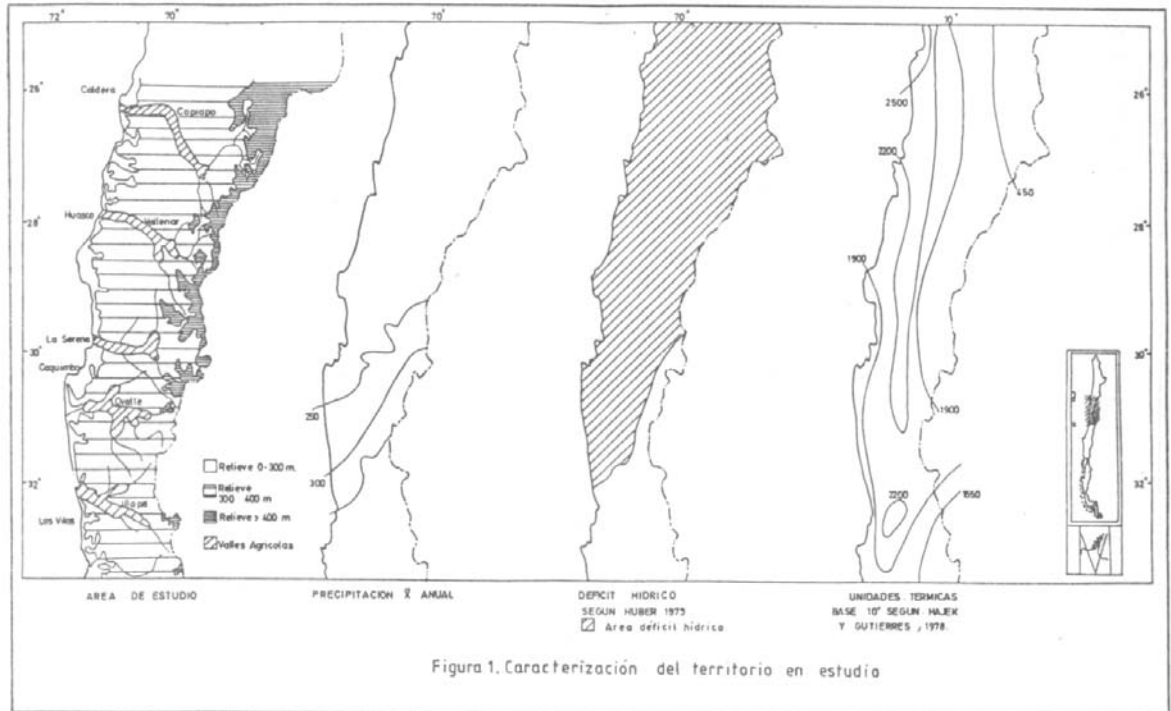 72° 70° 70° 70° 70°
26°
28°
30°
32°
Caldera
Copiapo
Huasco
Vallenar
La Serena
Coquimbo
Ovalle
Illapel
Los Vilos
Relieve 0-300 m.
Relieve
300 400 m
Relieve > 400 m
Valles Agricolas
250
300
2500
2200
450
1900
1900
2200
1550
26°
28°
30°
32°
AREA DE ESTUDIO
PRECIPITACION X̄ ANUAL
DEFICIT HIDRICO
SEGUN HUBER 1975
Area déficit hídrico
UNIDADES TERMICAS
BASE 10° SEGUN HAJEK
Y GUTIERRES, 1978.
Figura 1. Caracterización del territorio en estudio